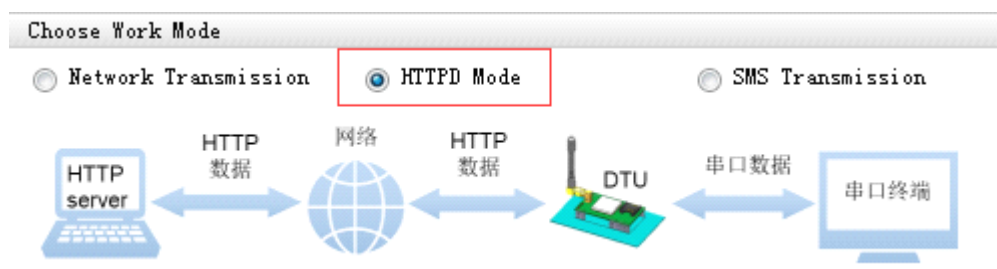 Choose Work Mode
Network Transmission
HTTPD Mode
SMS Transmission
HTTP
server
HTTP
数据
网络
HTTP
数据
DTU
串口数据
串口终端